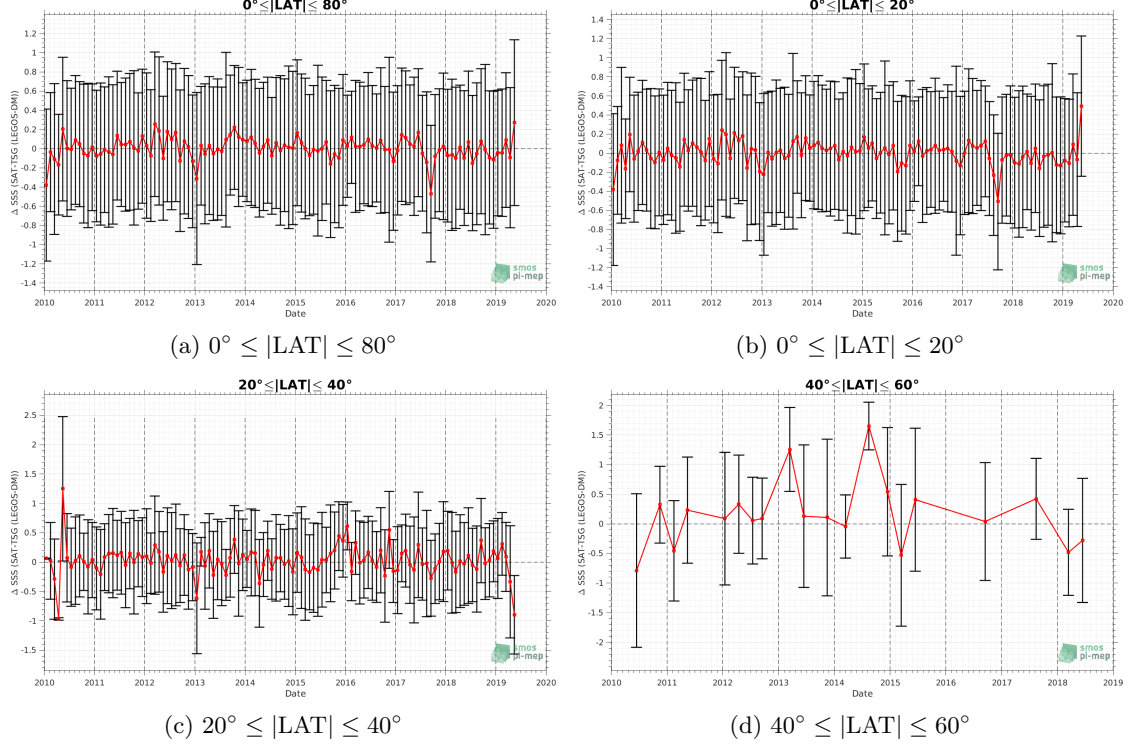 0°≤|LAT|≤ 80°
Δ SSS (SAT-TSG (LEGOS-DM))
1.2
1
0.8
0.6
0.4
0.2
0
-0.2
-0.4
-0.6
-0.8
-1
-1.2
-1.4
2010 2011 2012 2013 2014 2015 2016 2017 2018 2019 2020
Date
smos
pi-mep
(a) 0° ≤ |LAT| ≤ 80°
0°≤|LAT|≤ 20°
Δ SSS (SAT-TSG (LEGOS-DM))
1.4
1.2
1
0.8
0.6
0.4
0.2
0
-0.2
-0.4
-0.6
-0.8
-1
-1.2
-1.4
2010 2011 2012 2013 2014 2015 2016 2017 2018 2019 2020
Date
smos
pi-mep
(b) 0° ≤ |LAT| ≤ 20°
20°≤|LAT|≤ 40°
Δ SSS (SAT-TSG (LEGOS-DM))
2.5
2
1.5
1
0.5
0
-0.5
-1
-1.5
2010 2011 2012 2013 2014 2015 2016 2017 2018 2019 2020
Date
smos
pi-mep
(c) 20° ≤ |LAT| ≤ 40°
40°≤|LAT|≤ 60°
Δ SSS (SAT-TSG (LEGOS-DM))
2
1.5
1
0.5
0
-0.5
-1
-1.5
-2
2010 2011 2012 2013 2014 2015 2016 2017 2018 2019
Date
smos
pi-mep
(d) 40° ≤ |LAT| ≤ 60°